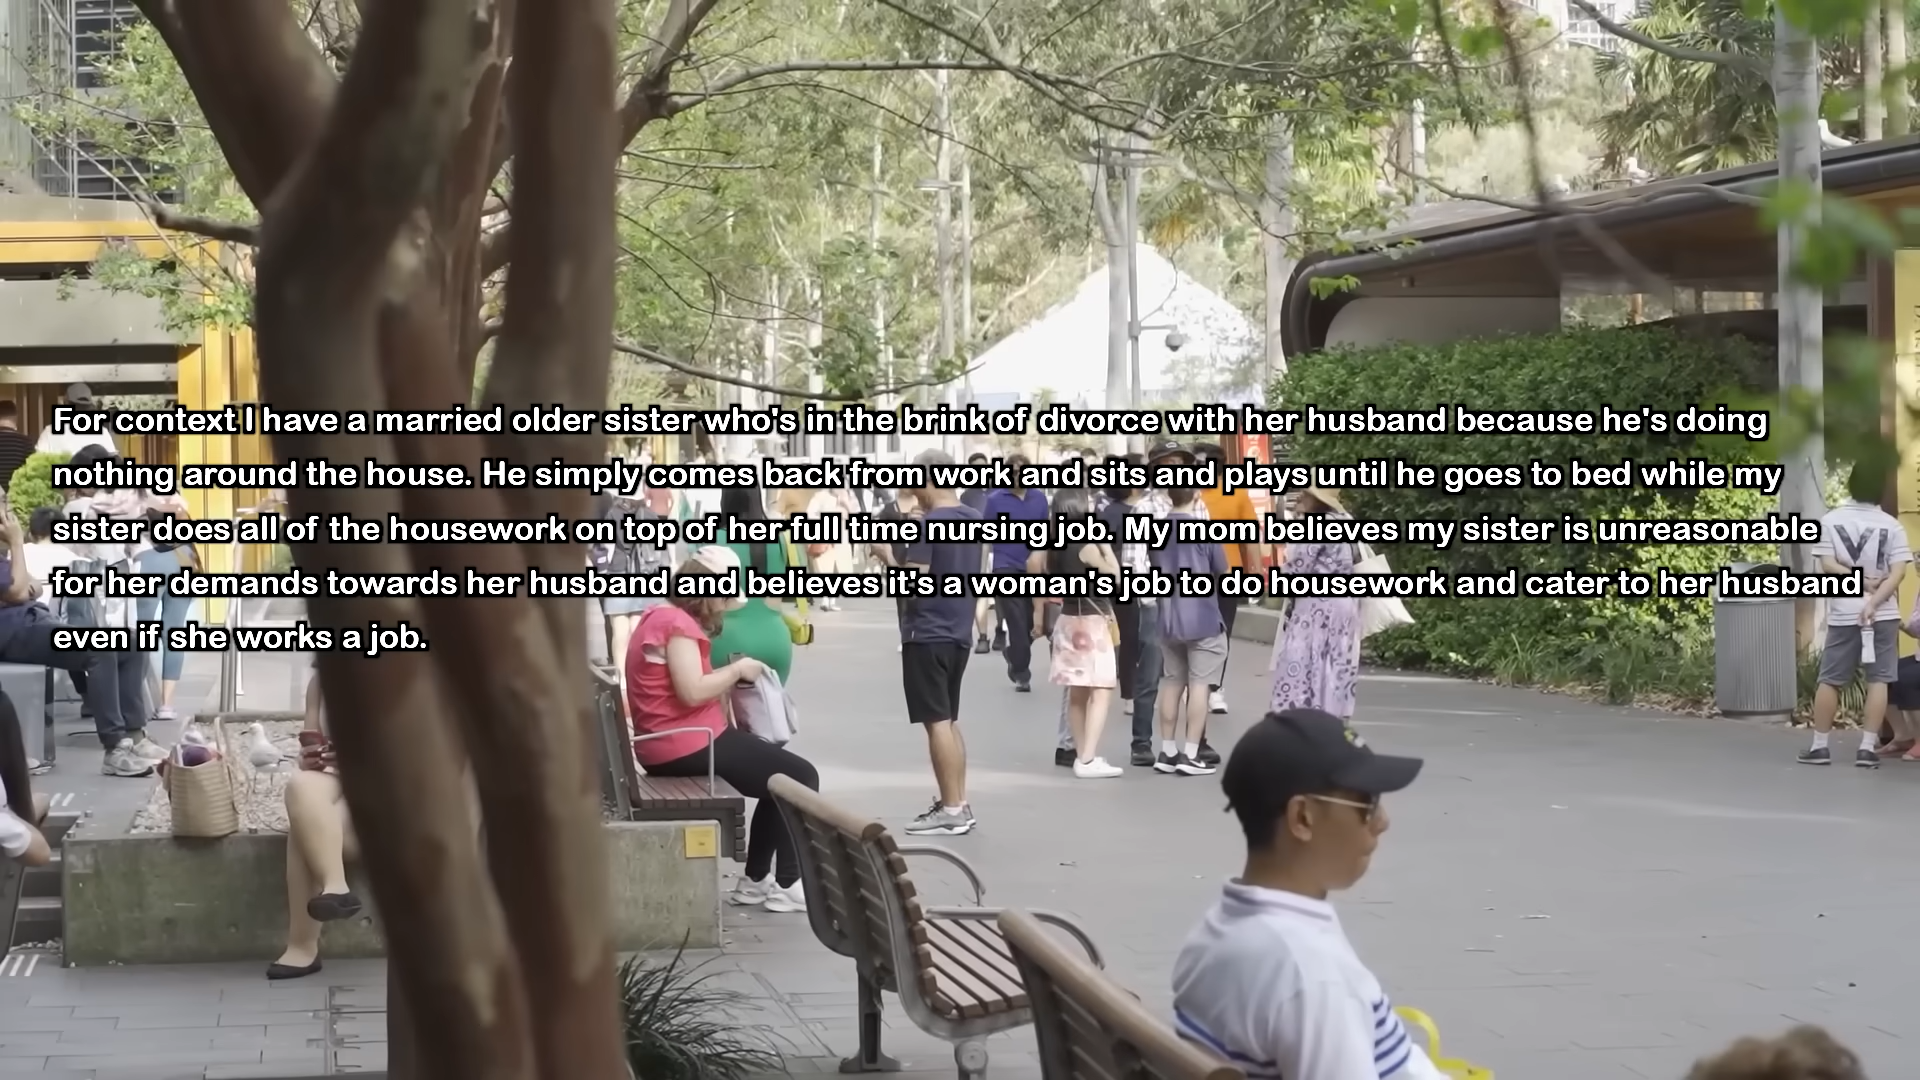 For context I have a married older sister who's in the brink of divorce with her husband because he's doing
nothing around the house. He simply comes back from work and sits and plays until he goes to bed while my
sister does all of the housework on top of her full time nursing job. My mom believes my sister is unreasonable
for her demands towards her husband and believes it's a woman's job to do housework and cater to her husband
even if she works a job.
VI